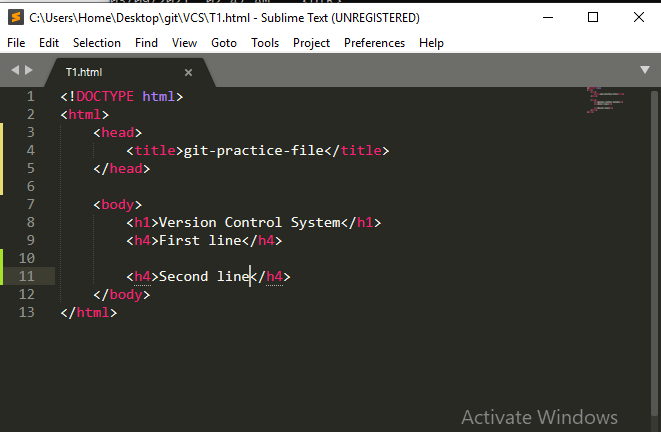 C:\Users\Home\Desktop\git\VCS\T1.html - Sublime Text (UNREGISTERED)
File Edit Selection Find View Goto Tools Project Preferences Help
T1.html
1 <!DOCTYPE html>
2 <html>
3 <head>
4 <title>git-practice-file</title>
5 </head>
6
7 <body>
8 <h1>Version Control System</h1>
9 <h4>First line</h4>
10
11 <h4>Second line</h4>
12 </body>
13 </html>
Activate Windows